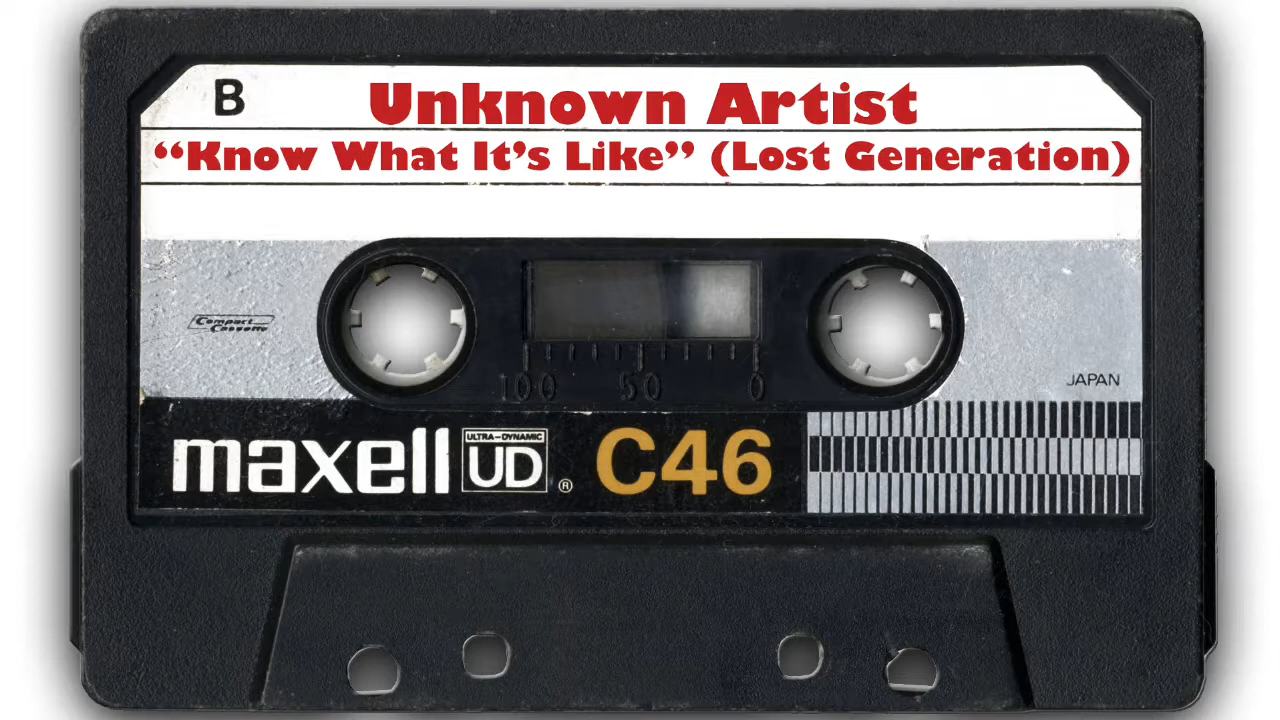 B
Unknown Artist
“Know What It’s Like” (Lost Generation)
Compact
Cassette
100 50 0
JAPAN
maxell ULTRA-DYNAMIC UD ® C46